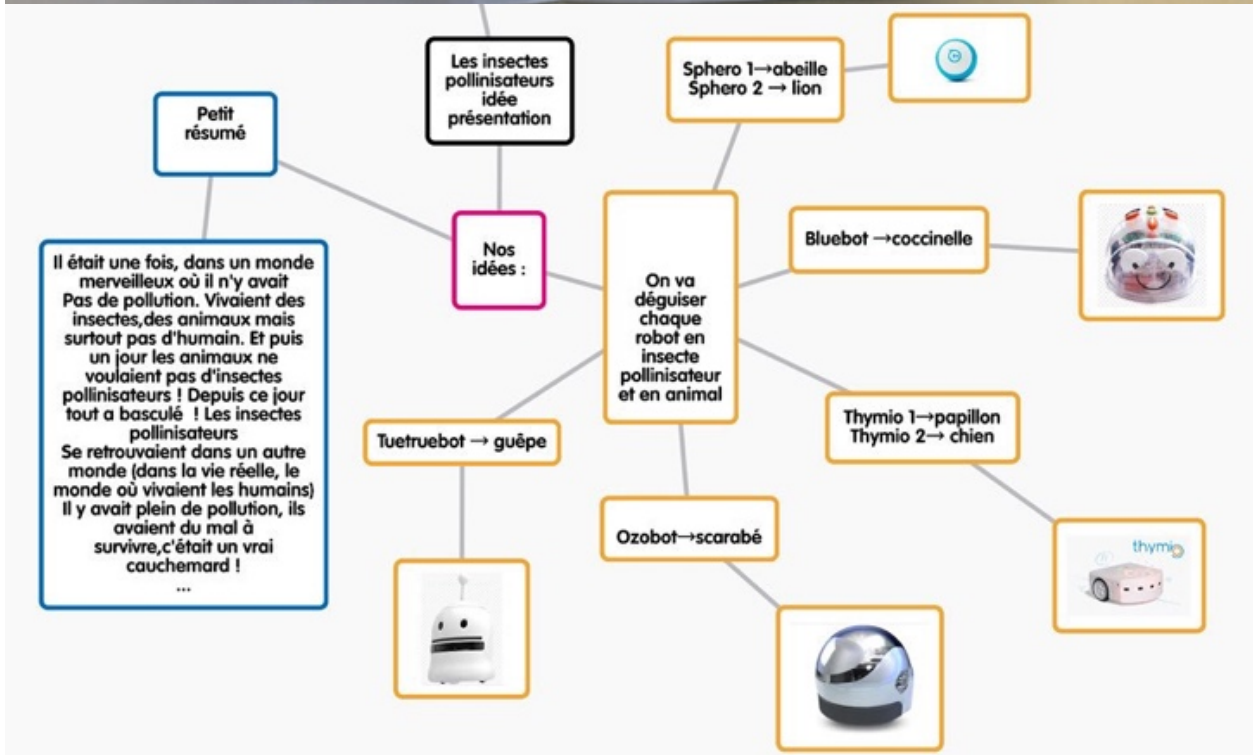 Les insectes
pollinisateurs
idée
présentation
Petit
résumé
Il était une fois, dans un monde
merveilleux où il n'y avait
Pas de pollution. Vivaient des
insectes,des animaux mais
surtout pas d'humain. Et puis
un jour les animaux ne
voulaient pas d'insectes
pollinisateurs ! Depuis ce jour
tout a basculé  ! Les insectes
pollinisateurs
Se retrouvaient dans un autre
monde (dans la vie réelle, le
monde où vivaient les humains)
Il y avait plein de pollution, ils
avaient du mal à
survivre,c'était un vrai
cauchemard !
...
Nos
idées :
On va
déguiser
chaque
robot en
insecte
pollinisateur
et en animal
Sphero 1→abeille
Sphero 2 → lion
Bluebot →coccinelle
Thymio 1→papillon
Thymio 2→ chien
thymio
Ozobot→scarabé
Tuetruebot → guêpe